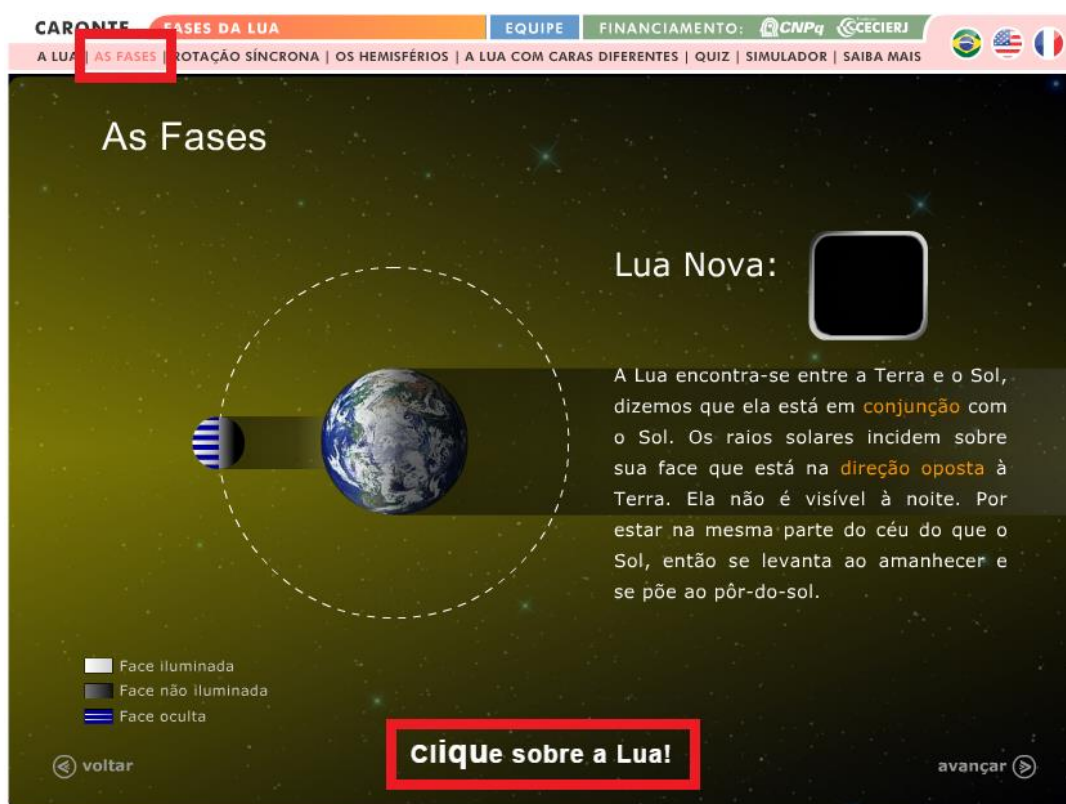 CARONTE FASES DA LUA EQUIPE FINANCIAMENTO: CNPq CECIERJ
A LUA | AS FASES | ROTAÇÃO SÍNCRONA | OS HEMISFÉRIOS | A LUA COM CARAS DIFERENTES | QUIZ | SIMULADOR | SAIBA MAIS
As Fases
Lua Nova:
A Lua encontra-se entre a Terra e o Sol,
dizemos que ela está em conjunção com
o Sol. Os raios solares incidem sobre
sua face que está na direção oposta à
Terra. Ela não é visível à noite. Por
estar na mesma parte do céu do que o
Sol, então se levanta ao amanhecer e
se põe ao pôr-do-sol.
Face iluminada
Face não iluminada
Face oculta
Clique sobre a Lua!
voltar
avançar